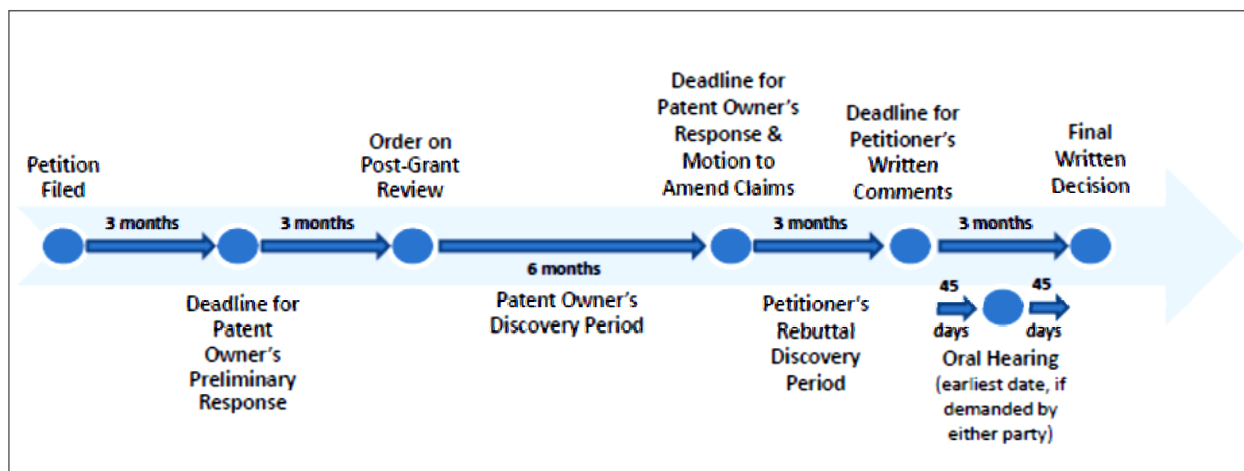 Petition
Filed
3 months
Deadline for
Patent
Owner's
Preliminary
Response
3 months
Order on
Post-Grant
Review
6 months
Patent Owner's
Discovery Period
Deadline for
Patent Owner's
Response &
Motion to
Amend Claims
3 months
Petitioner's
Rebuttal
Discovery
Period
Deadline for
Petitioner's
Written
Comments
3 months
45
days
45
days
Oral Hearing
(earliest date, if
demanded by
either party)
Final
Written
Decision